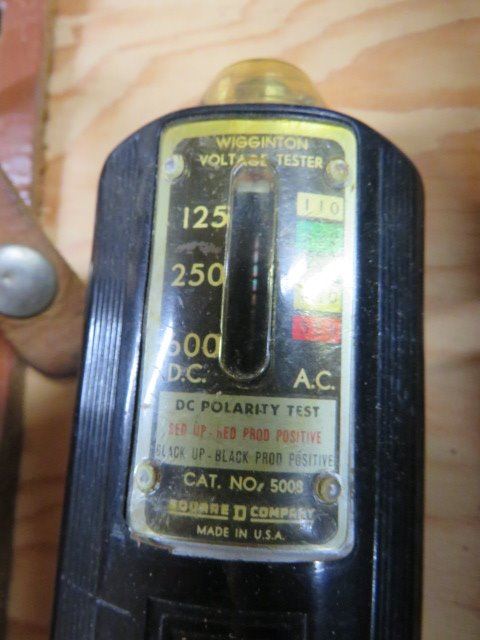 WIGGINTON
VOLTAGE TESTER
125 110
250
600
D.C. A.C.
DC POLARITY TEST
RED UP-RED PROD POSITIVE
BLACK UP-BLACK PROD POSITIVE
CAT. NO. 5008
SQUARE D COMPANY
MADE IN U.S.A.